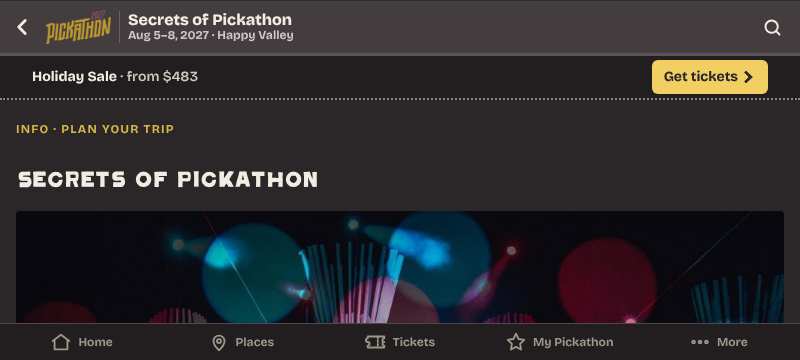 PICKATHON
Secrets of Pickathon
Aug 5–8, 2027 · Happy Valley
Holiday Sale · from $483
Get tickets
INFO · PLAN YOUR TRIP
SECRETS OF PICKATHON
Home
Places
Tickets
My Pickathon
More